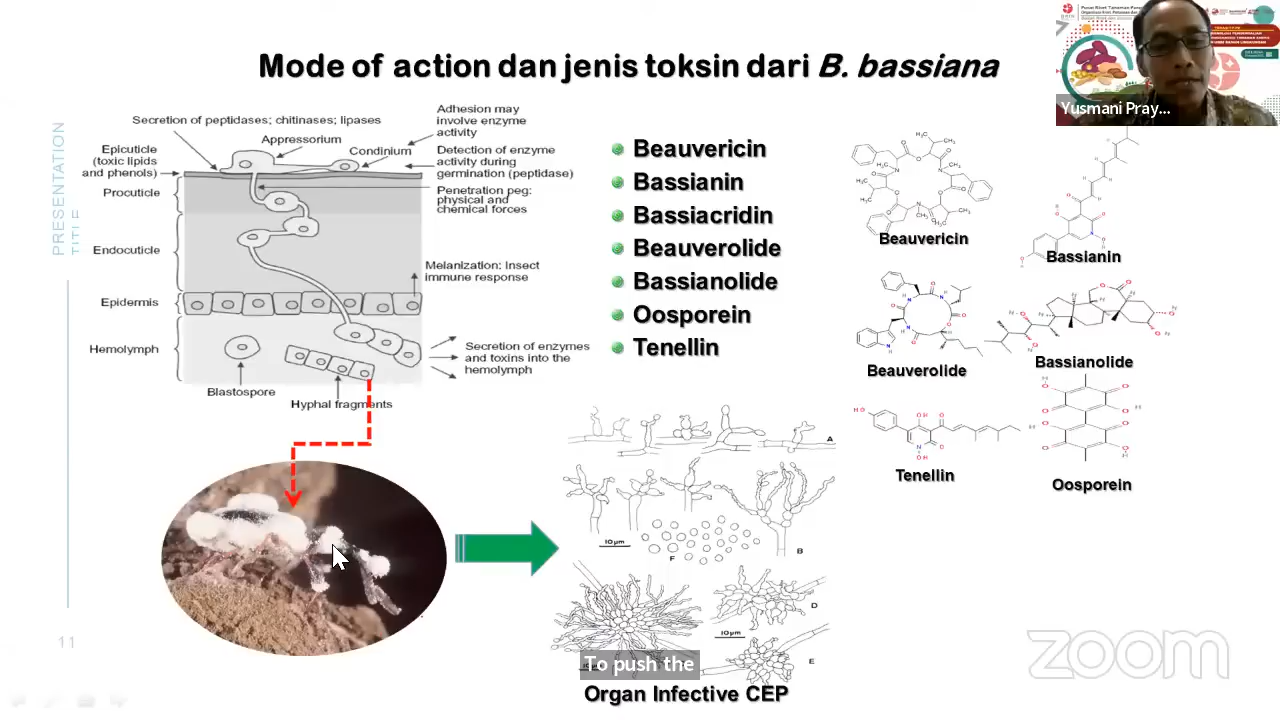 Mode of action dan jenis toksin dari B. bassiana
Yusmani Pray...
PRESENTATION
TITLE
Secretion of peptidases; chitinases; lipases
Appressorium
Condinium
Adhesion may
involve enzyme
activity
Epicuticle
(toxic lipids
and phenols)
Detection of enzyme
activity during
germination (peptidase)
Procuticle
Penetration peg:
physical and
chemical forces
Endocuticle
Melanization: Insect
immune response
Epidermis
Hemolymph
Secretion of enzymes
and toxins into the
hemolymph
Blastospore
Hyphal fragments
Beauvericin
Bassianin
Bassiacridin
Beauverolide
Bassianolide
Oosporein
Tenellin
Beauvericin
Bassianin
Beauverolide
Bassianolide
Tenellin
Oosporein
A
10µm
F
B
D
10µm
E
10µm
To push the
Organ Infective CEP
11
zoom